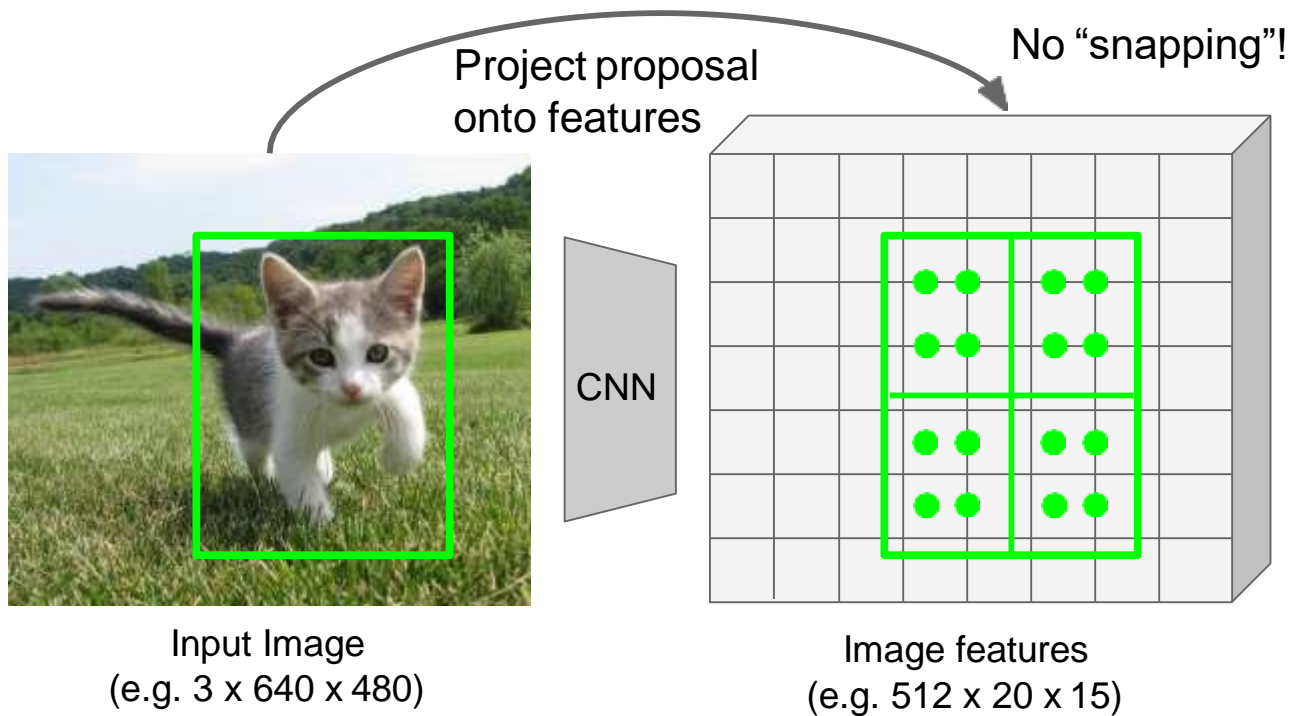 No “snapping”!
Project proposal
onto features
CNN
Input Image
(e.g. 3 x 640 x 480)
Image features
(e.g. 512 x 20 x 15)